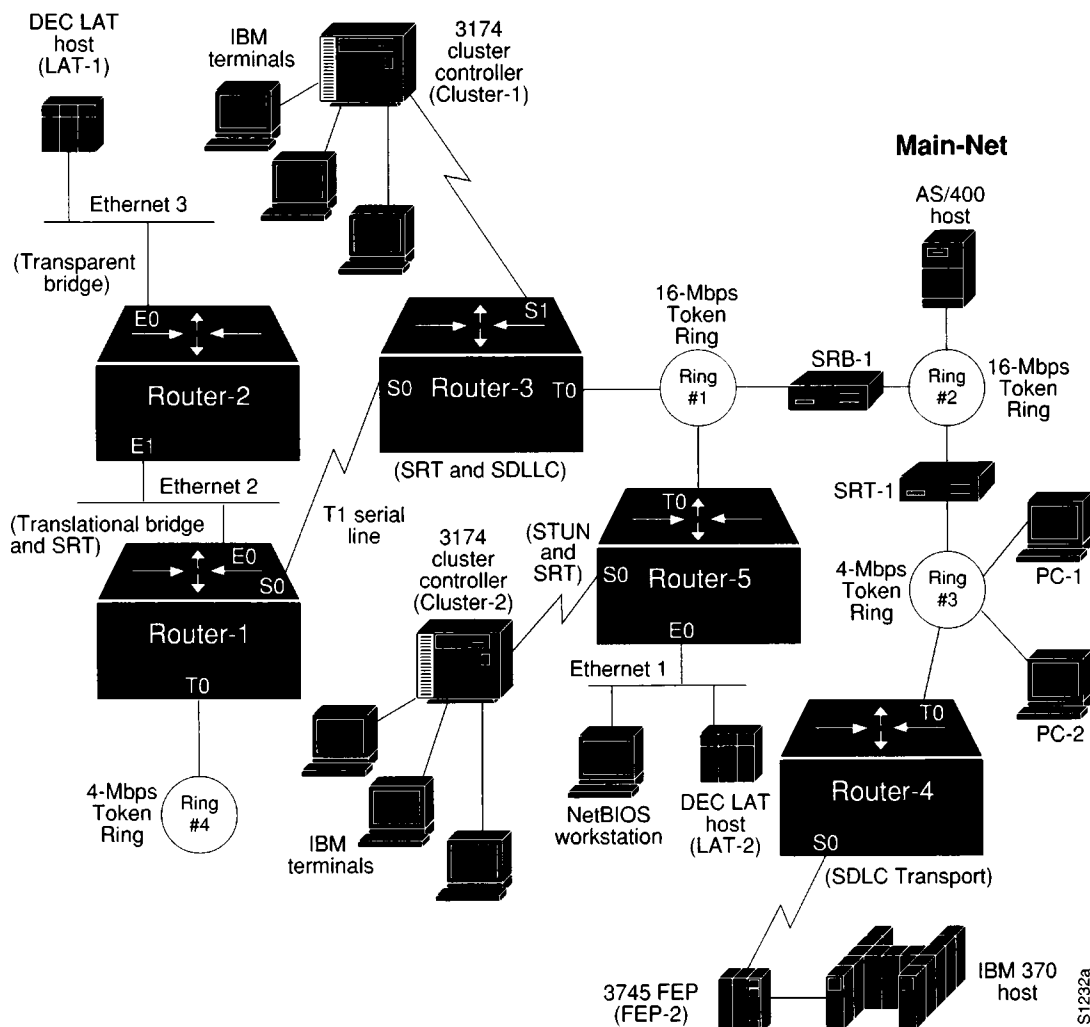 DEC LAT
host
(LAT-1)
IBM
terminals
3174
cluster
controller
(Cluster-1)
Main-Net
AS/400
host
Ethernet 3
(Transparent
bridge)
16-Mbps
Token
Ring
E0
S1
SRB-1
Ring
#1
Ring
#2
16-Mbps
Token
Ring
Router-2
S0
Router-3
T0
E1
(SRT and SDLLC)
SRT-1
Ethernet 2
(Translational bridge
and SRT)
T1 serial
line
3174
cluster
controller
(Cluster-2)
(STUN
and
SRT)
T0
E0
S0
S0
Router-5
4-Mbps
Token
Ring
Ring
#3
PC-1
Router-1
E0
T0
Ethernet 1
T0
PC-2
4-Mbps
Token
Ring
Ring
#4
IBM
terminals
NetBIOS
workstation
DEC LAT
host
(LAT-2)
Router-4
S0
(SDLC Transport)
3745 FEP
(FEP-2)
IBM 370
host
S1232a